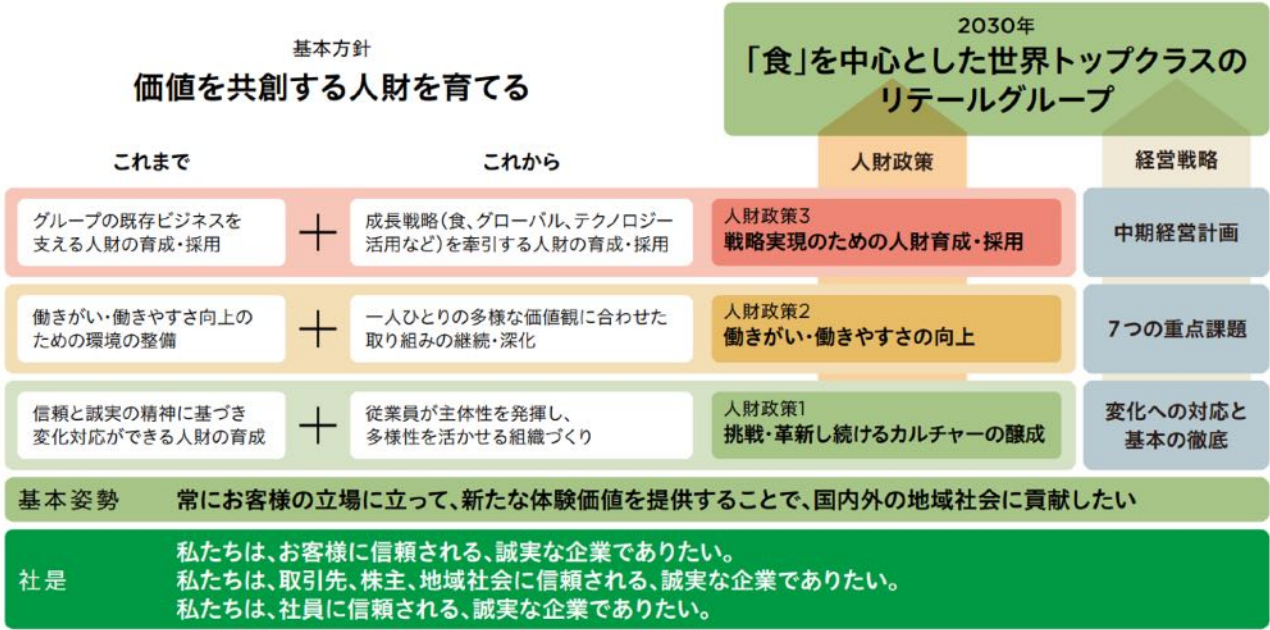 基本方針
価値を共創する人財を育てる
2030年
「食」を中心とした世界トップクラスの
リテールグループ
これまで
これから
人財政策
経営戦略
グループの既存ビジネスを
支える人財の育成・採用
+
成長戦略(食、グローバル、テクノロジー
活用など)を牽引する人財の育成・採用
人財政策3
戦略実現のための人財育成・採用
中期経営計画
働きがい・働きやすさ向上の
ための環境の整備
+
一人ひとりの多様な価値観に合わせた
取り組みの継続・深化
人財政策2
働きがい・働きやすさの向上
7つの重点課題
信頼と誠実の精神に基づき
変化対応ができる人財の育成
+
従業員が主体性を発揮し、
多様性を活かせる組織づくり
人財政策1
挑戦・革新し続けるカルチャーの醸成
変化への対応と
基本の徹底
基本姿勢
常にお客様の立場に立って、新たな体験価値を提供することで、国内外の地域社会に貢献したい
社是
私たちは、お客様に信頼される、誠実な企業でありたい。
私たちは、取引先、株主、地域社会に信頼される、誠実な企業でありたい。
私たちは、社員に信頼される、誠実な企業でありたい。